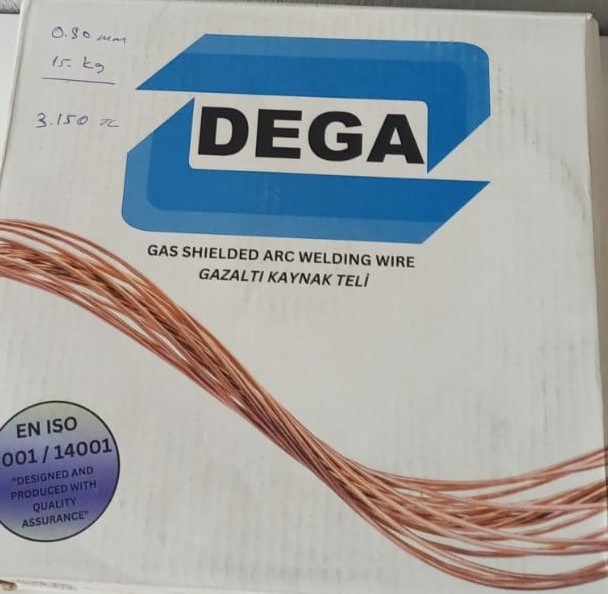 0.80 mm
15. kg
3.150 TL
DEGA
GAS SHIELDED ARC WELDING WIRE
GAZALTI KAYNAK TELİ
EN ISO
001 / 14001
"DESIGNED AND
PRODUCED WITH
QUALITY
ASSURANCE"